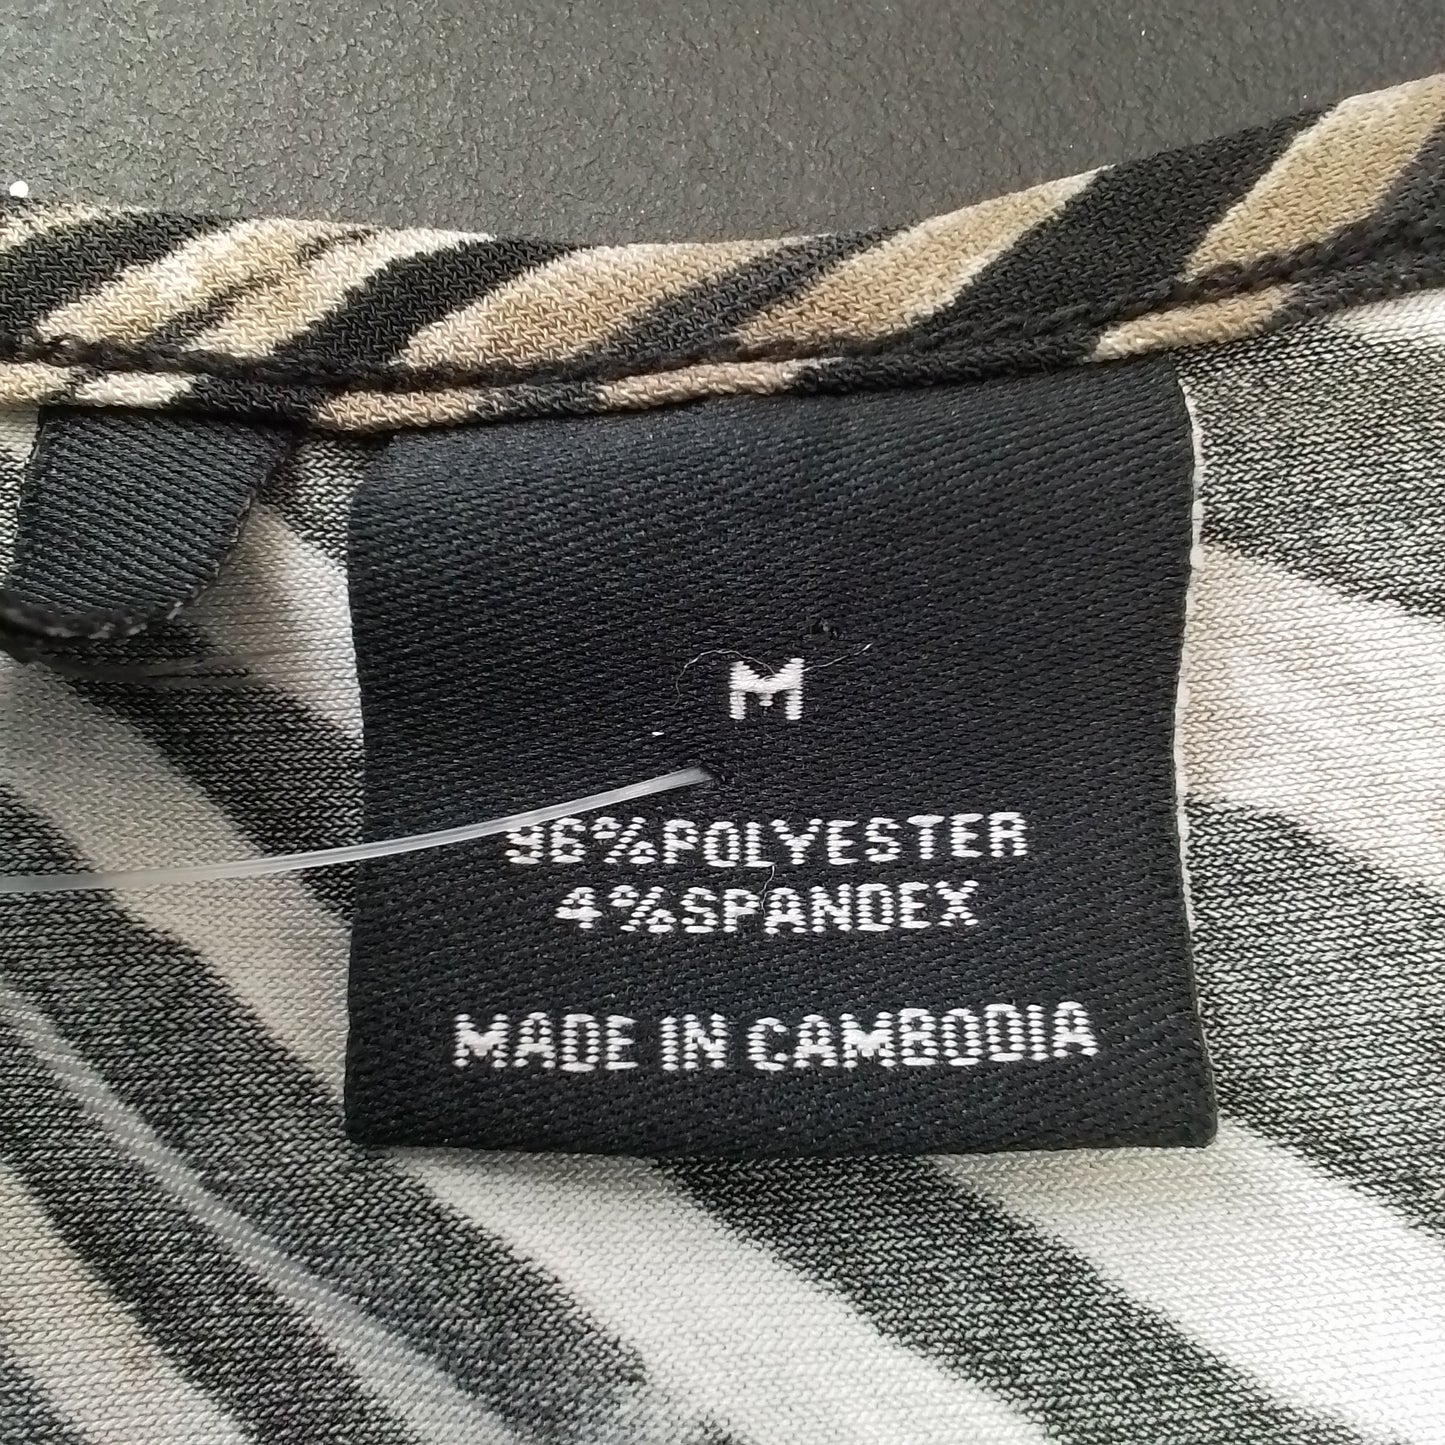 M
96%POLYESTER
4%SPANDEX
MADE IN CAMBODIA